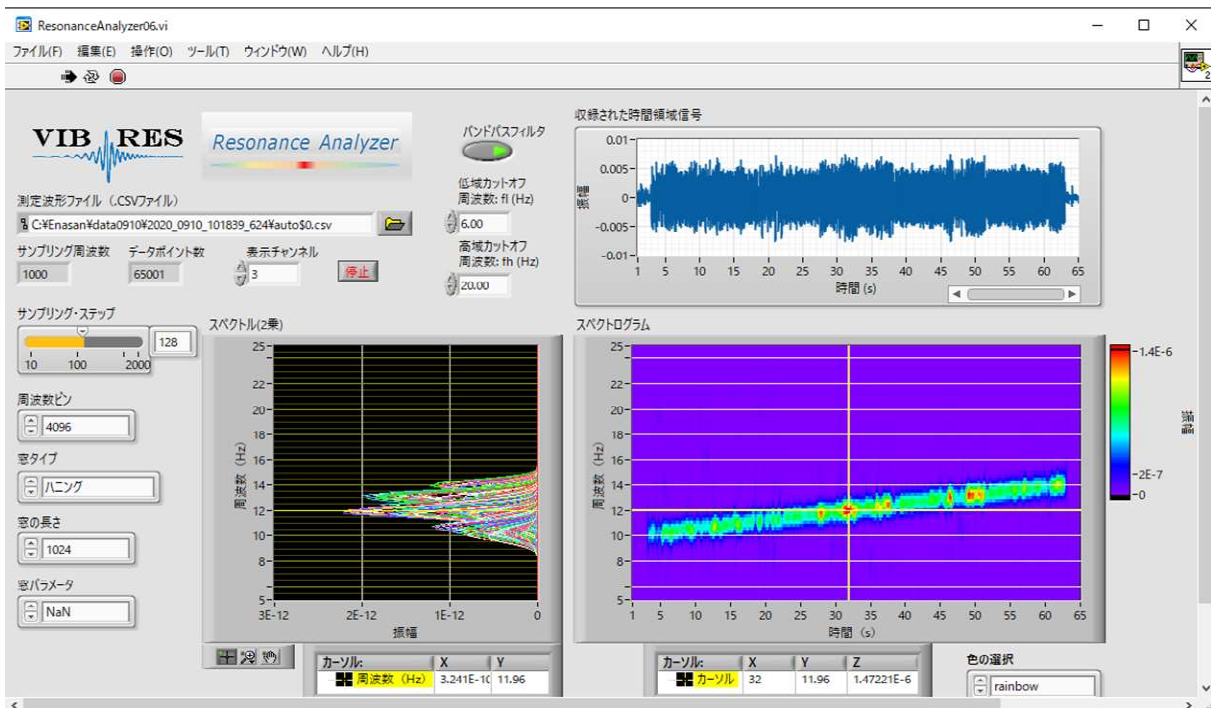 ResonanceAnalyzer06.vi
ファイル(F) 編集(E) 操作(O) ツール(T) ウィンドウ(W) ヘルプ(H)
2
VIB RES
Resonance Analyzer
バンドパスフィルタ
低域カットオフ
周波数: fl (Hz)
6.00
高域カットオフ
周波数: fh (Hz)
20.00
測定波形ファイル (.CSVファイル)
C:¥Enasan¥data0910¥2020_0910_101839_624¥auto$0.csv
サンプリング周波数 データポイント数 表示チャンネル
1000 65001 3 停止
サンプリング・ステップ
128
10 100 2000
周波数ビン
4096
窓タイプ
ハニング
窓の長さ
1024
窓パラメータ
NaN
収録された時間領域信号
振幅
0.01
0.005
0
-0.005
-0.01
1 5 10 15 20 25 30 35 40 45 50 55 60 65
時間 (s)
スペクトル(2乗)
周波数 (Hz)
25
22
20
18
16
14
12
10
8
5
3E-12 2E-12 1E-12 0
振幅
カーソル: X Y
周波数 (Hz) 3.241E-1( 11.96
スペクトログラム
周波数 (Hz)
25
22
20
18
16
14
12
10
8
5
1 5 10 15 20 25 30 35 40 45 50 55 60 65
時間 (s)
1.4E-6
2E-7
0
振幅
カーソル: X Y Z
カーソル 32 11.96 1.47221E-6
色の選択
rainbow